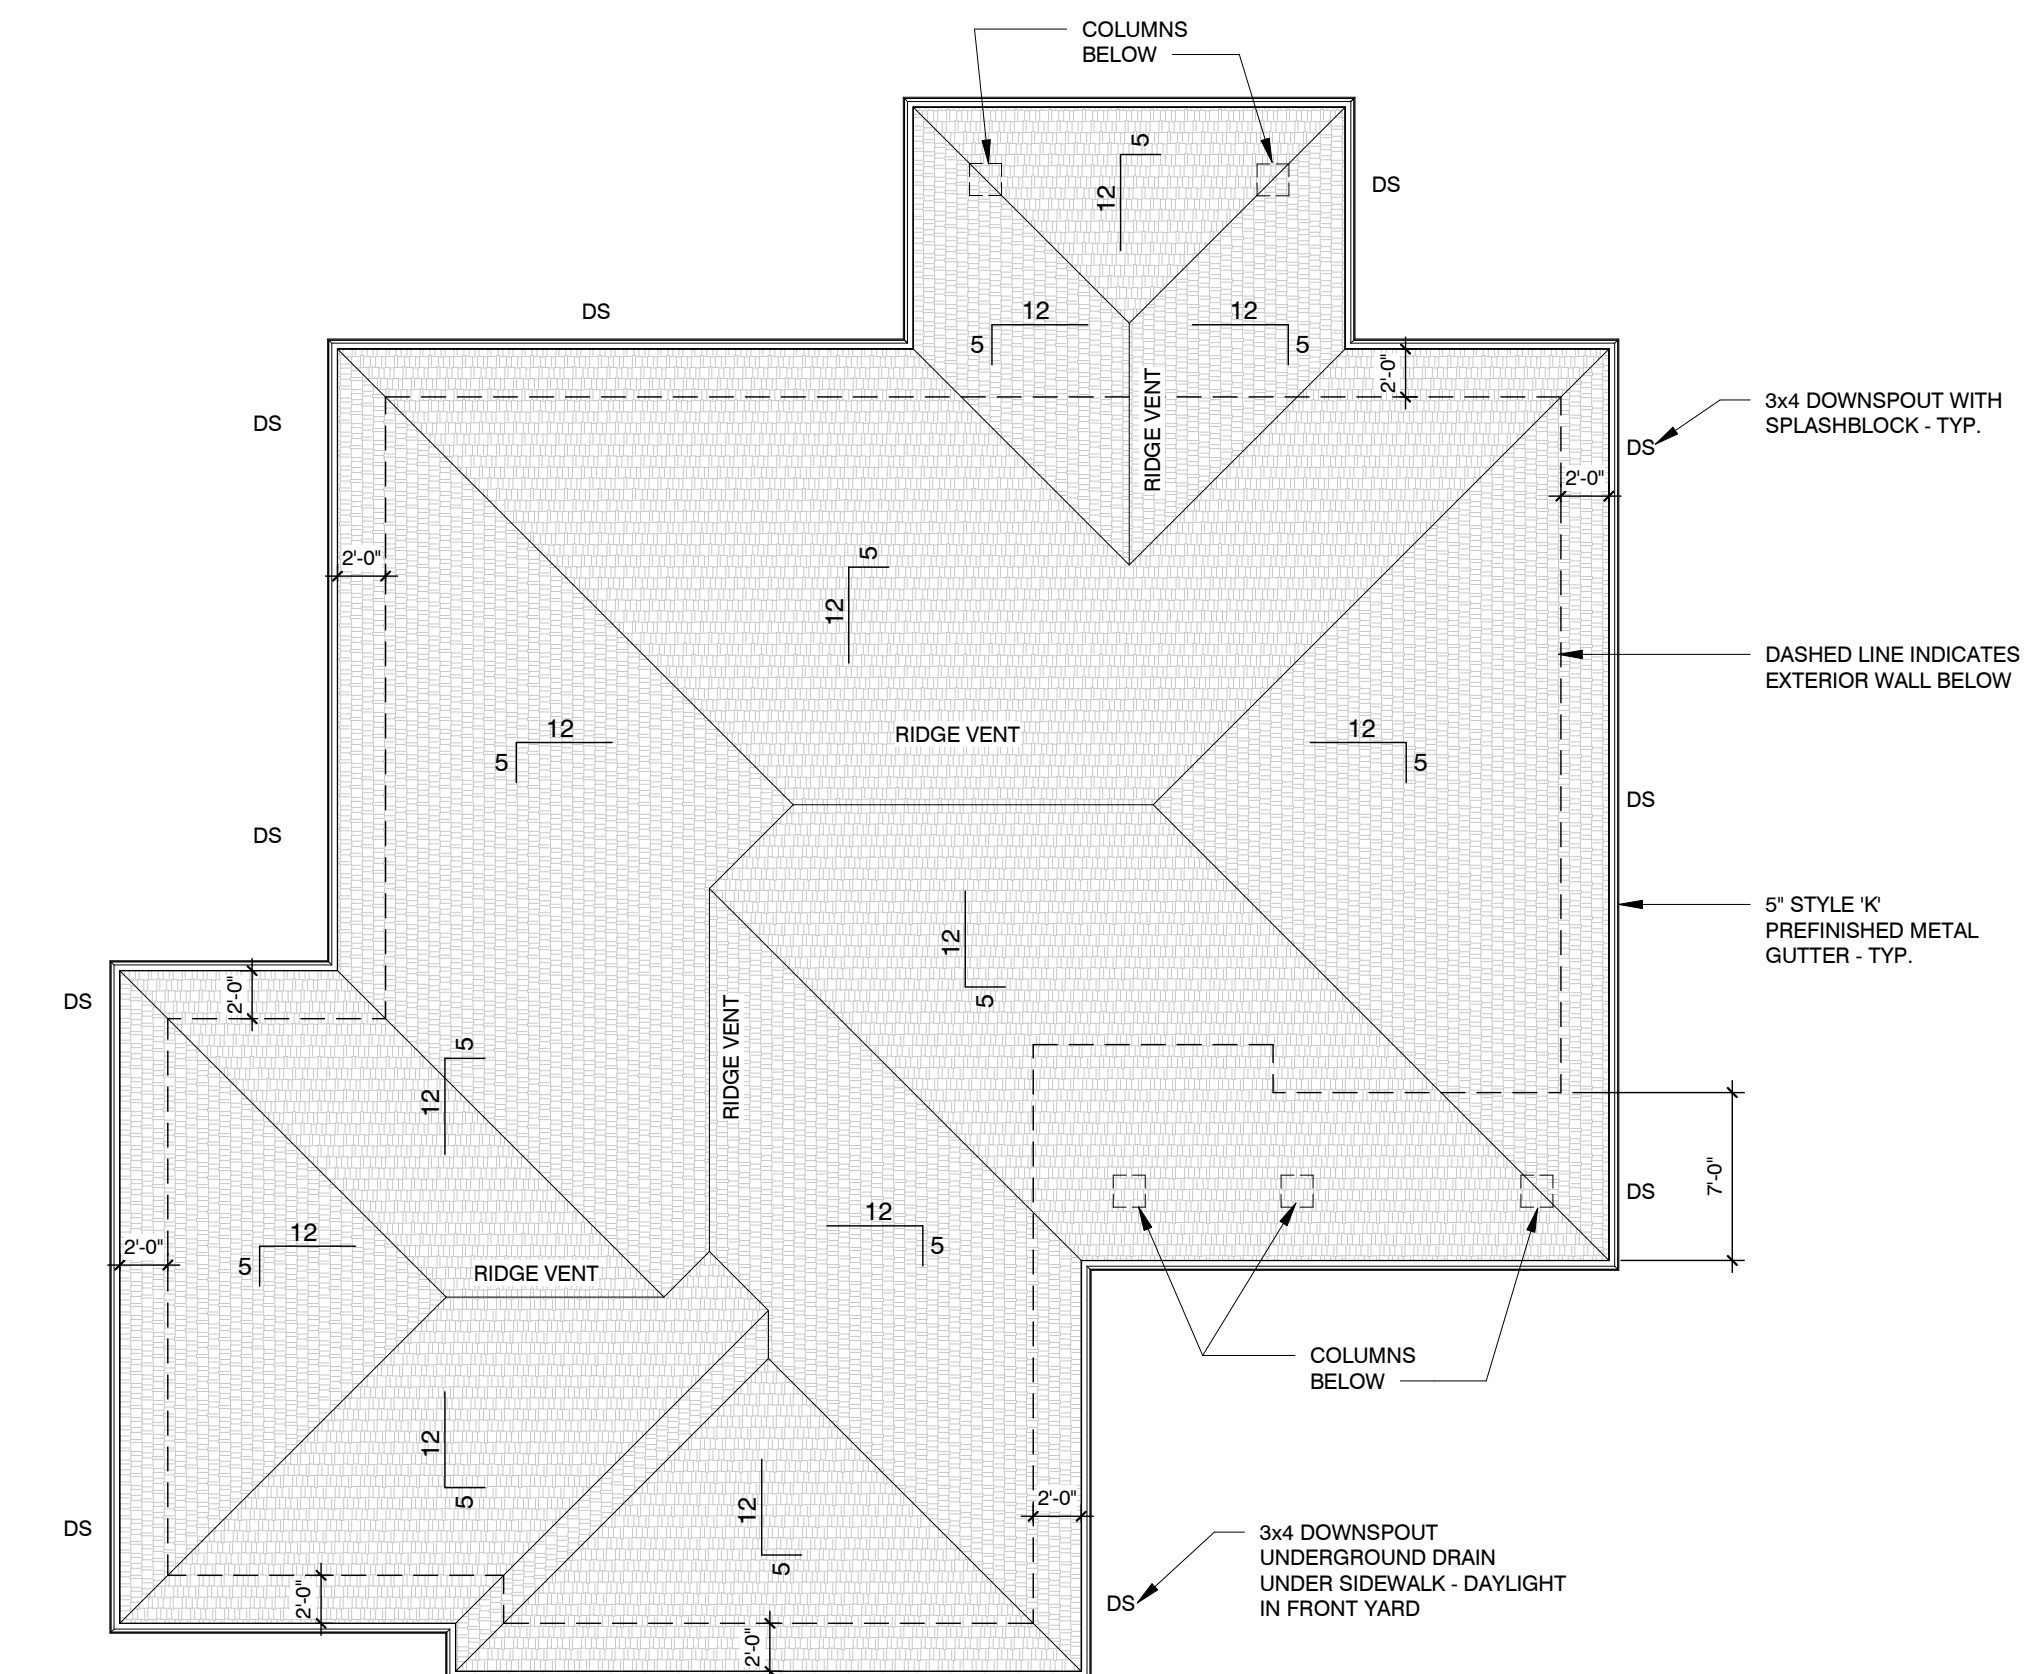 COLUMNS
BELOW
5
12
DS
DS
12
5
12
5
2'-0"
RIDGE VENT
3x4 DOWNSPOUT WITH
SPLASHBLOCK - TYP.
DS
DS
2'-0"
2'-0"
5
12
DASHED LINE INDICATES
EXTERIOR WALL BELOW
12
5
RIDGE VENT
12
5
DS
DS
5" STYLE 'K'
PREFINISHED METAL
GUTTER - TYP.
12
5
DS
2'-0"
RIDGE VENT
5
12
7'-0"
DS
12
5
12
5
2'-0"
RIDGE VENT
COLUMNS
BELOW
12
5
12
5
2'-0"
DS
3x4 DOWNSPOUT
UNDERGROUND DRAIN
UNDER SIDEWALK - DAYLIGHT
IN FRONT YARD
DS
2'-0"
2'-0"